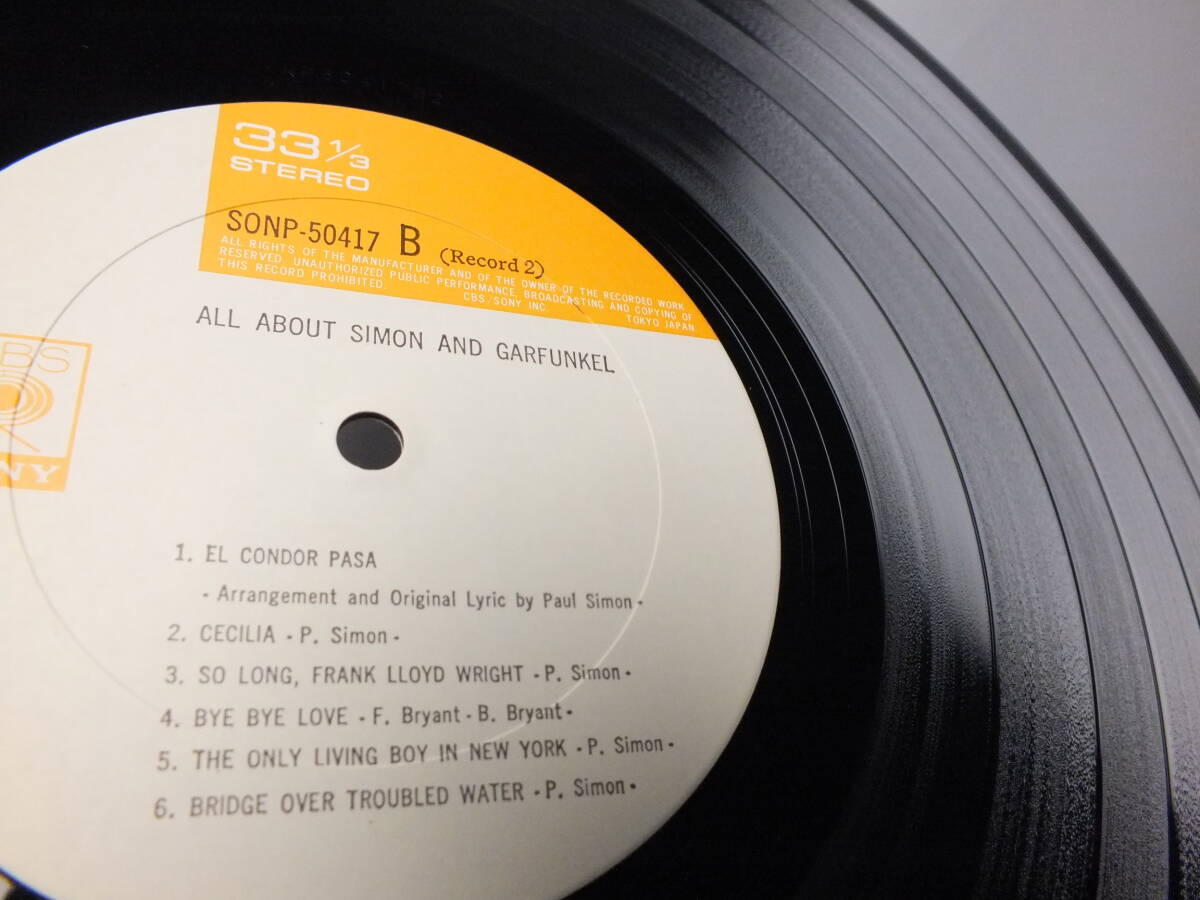 33 1/3
STEREO
SONP-50417 B (Record 2)
ALL RIGHTS OF THE MANUFACTURER AND OF THE OWNER OF THE RECORDED WORK
RESERVED. UNAUTHORIZED PUBLIC PERFORMANCE, BROADCASTING AND COPYING OF
THIS RECORD PROHIBITED. CBS/SONY INC. TOKYO JAPAN
ALL ABOUT SIMON AND GARFUNKEL
BS
NY
1. EL CONDOR PASA
- Arrangement and Original Lyric by Paul Simon -
2. CECILIA - P. Simon -
3. SO LONG, FRANK LLOYD WRIGHT - P. Simon -
4. BYE BYE LOVE - F. Bryant - B. Bryant -
5. THE ONLY LIVING BOY IN NEW YORK - P. Simon -
6. BRIDGE OVER TROUBLED WATER - P. Simon -